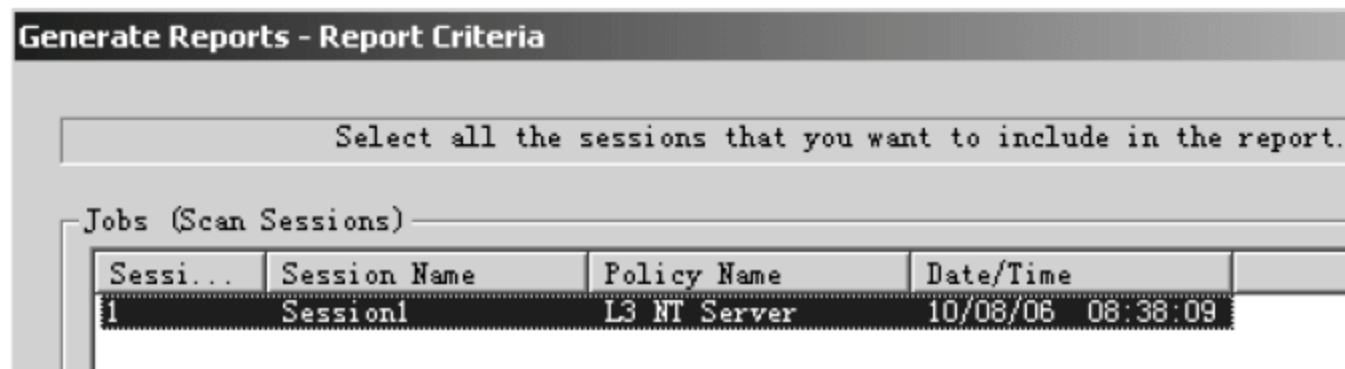 Generate Reports - Report Criteria
Select all the sessions that you want to include in the report.
Jobs (Scan Sessions)
Sessi... Session Name Policy Name Date/Time
1 Session1 L3 NT Server 10/08/06 08:38:09